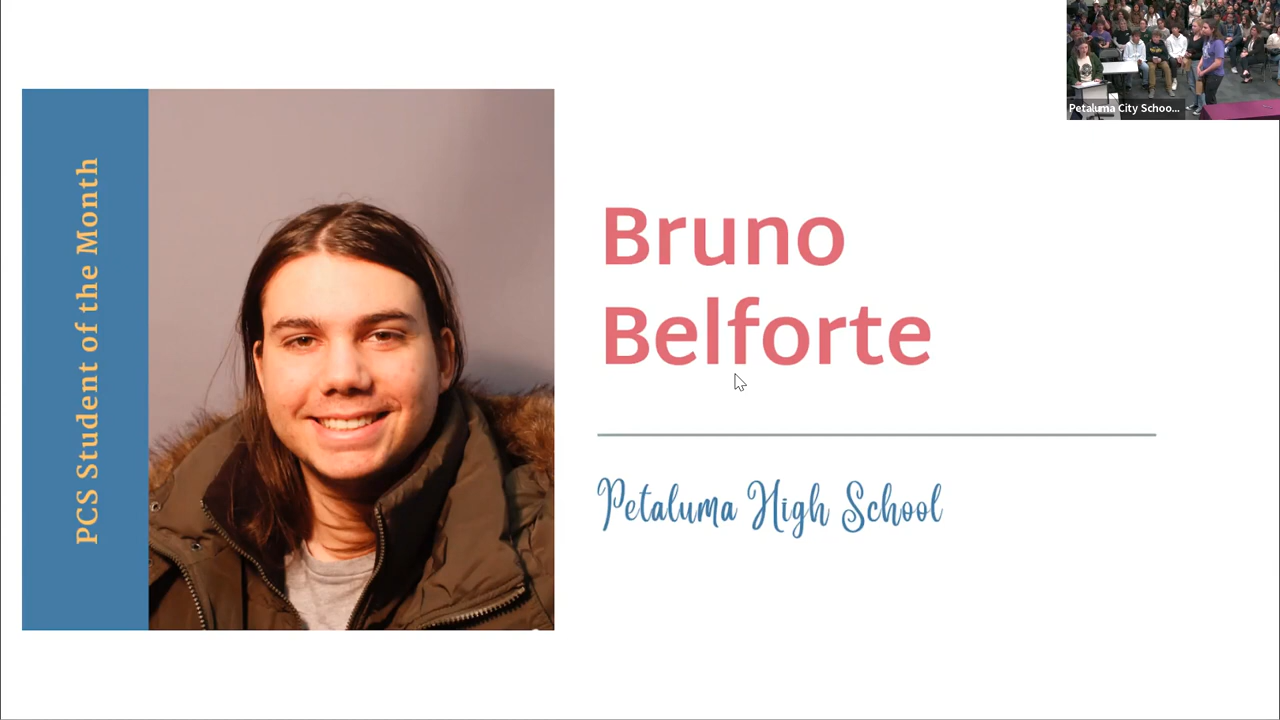 PCS Student of the Month
Bruno
Belforte
Petaluma High School
Petaluma City Schoo...